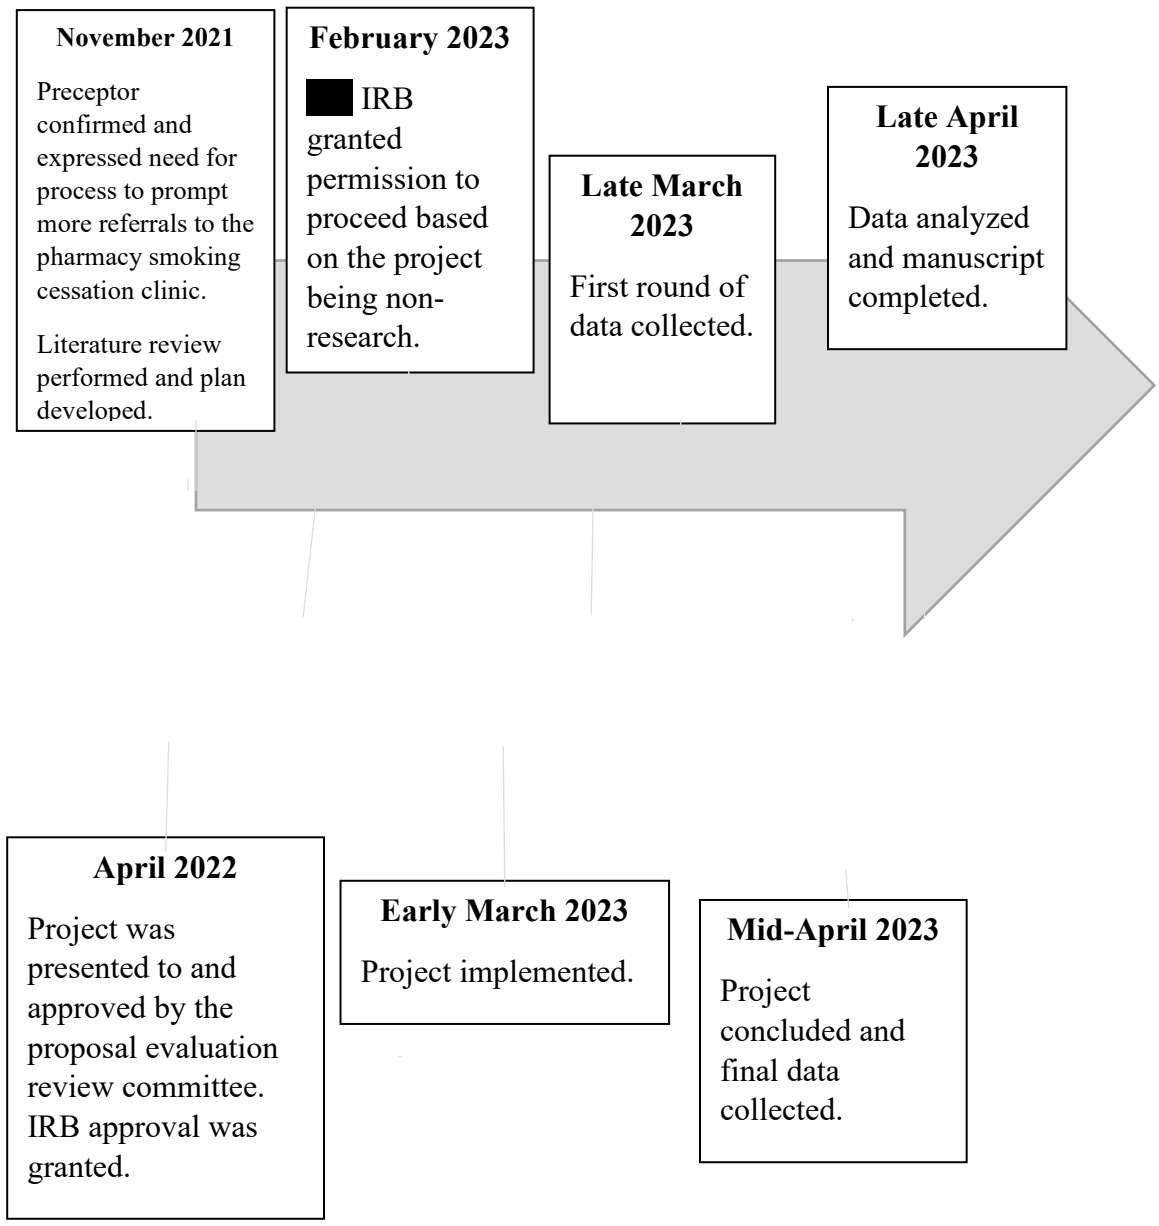 November 2021
Preceptor
confirmed and
expressed need for
process to prompt
more referrals to the
pharmacy smoking
cessation clinic.
Literature review
performed and plan
developed.
February 2023
IRB
granted
permission to
proceed based
on the project
being non-
research.
Late March
2023
First round of
data collected.
Late April
2023
Data analyzed
and manuscript
completed.
April 2022
Project was
presented to and
approved by the
proposal evaluation
review committee.
IRB approval was
granted.
Early March 2023
Project implemented.
Mid-April 2023
Project
concluded and
final data
collected.